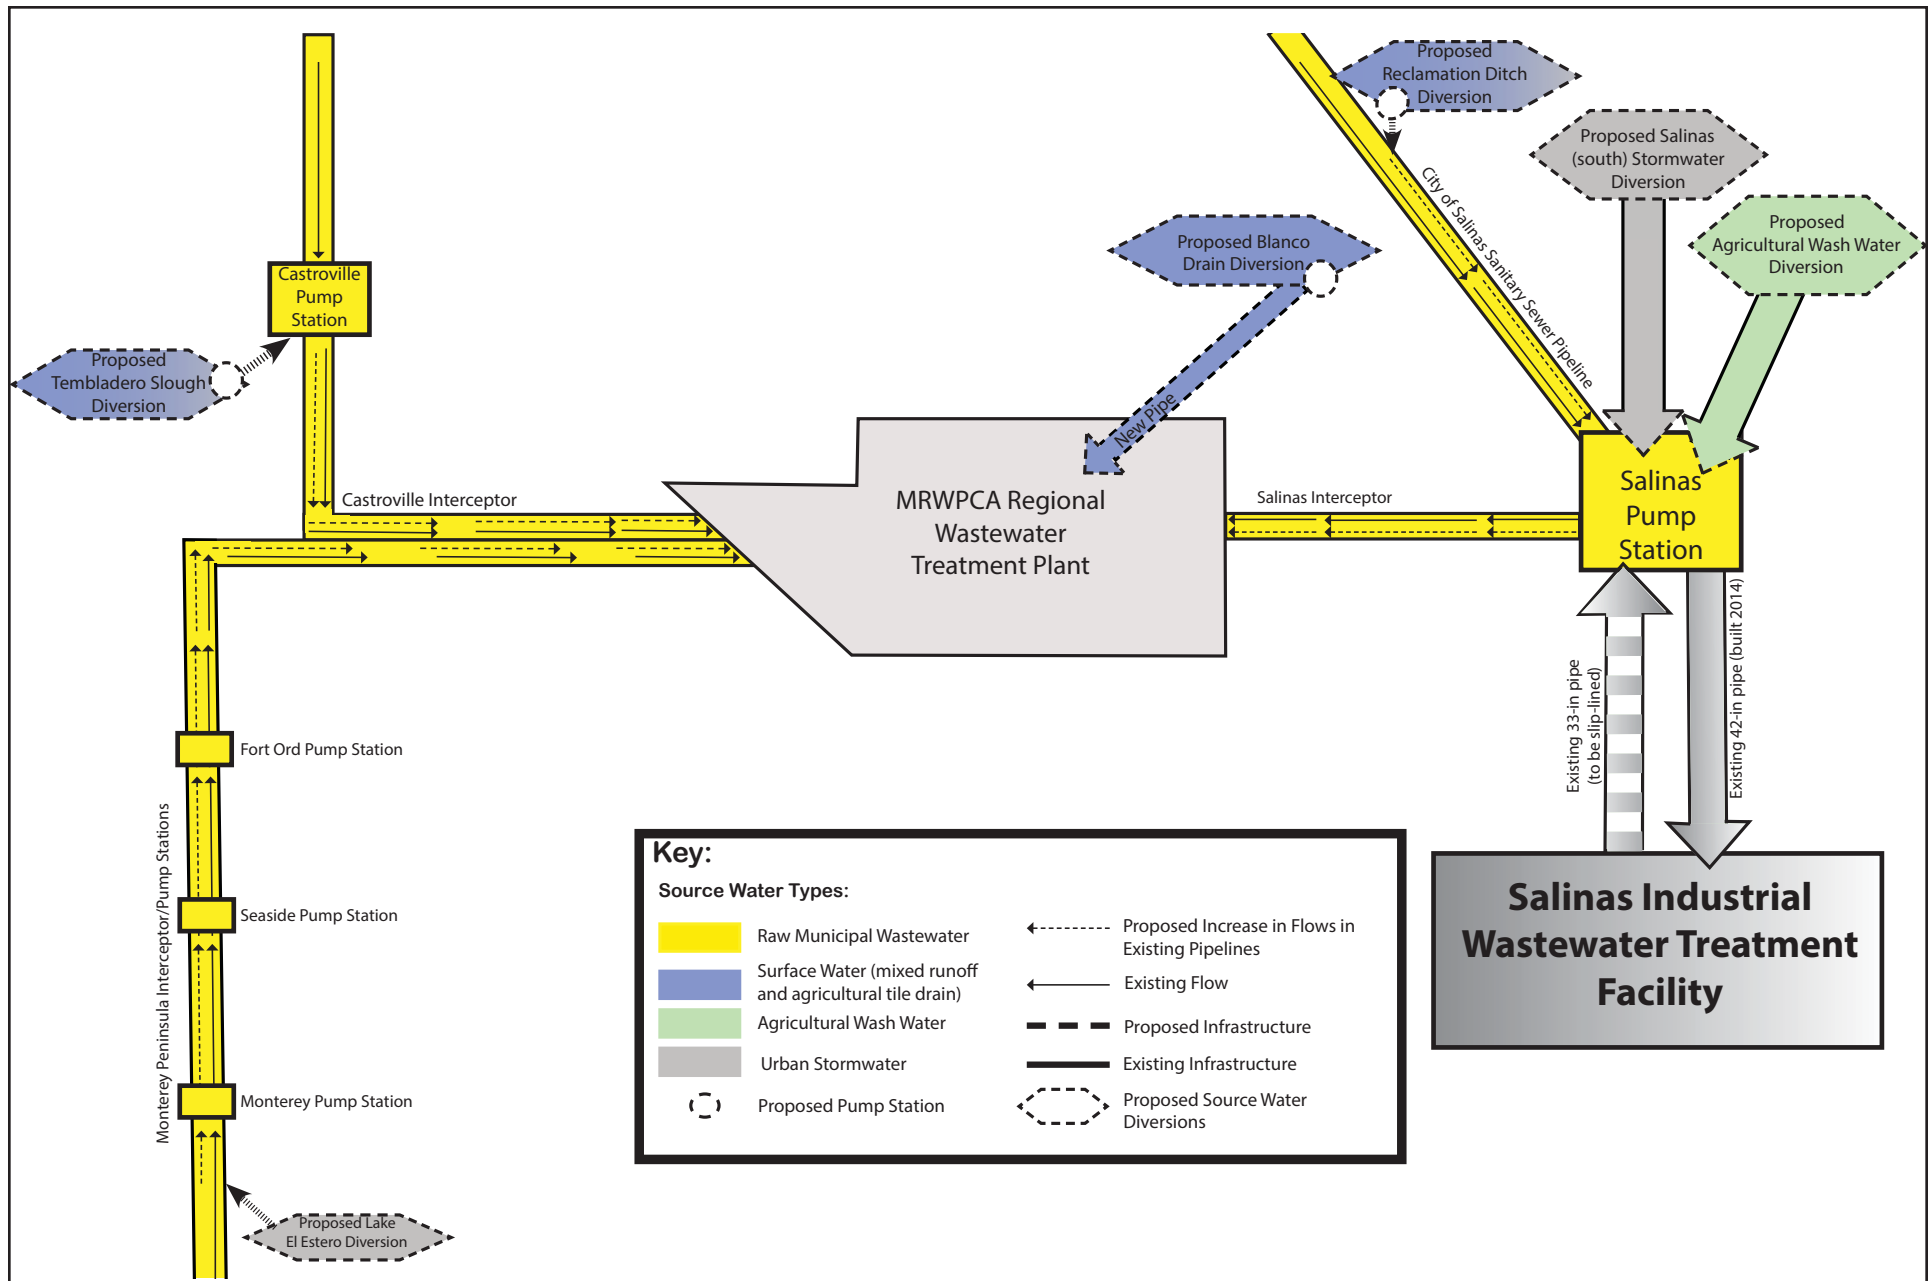 Proposed
Reclamation Ditch
Diversion
Proposed Salinas
(south) Stormwater
Diversion
Proposed
Agricultural Wash Water
Diversion
City of Salinas Sanitary Sewer Pipeline
Proposed Blanco
Drain Diversion
New Pipe
Castroville
Pump
Station
Proposed
Tembladero Slough
Diversion
Castroville Interceptor
MRWPCA Regional
Wastewater
Treatment Plant
Salinas Interceptor
Salinas
Pump
Station
Existing 33-in pipe
(to be slip-lined)
Existing 42-in pipe (built 2014)
Salinas Industrial
Wastewater Treatment
Facility
Monterey Peninsula Interceptor/Pump Stations
Fort Ord Pump Station
Seaside Pump Station
Monterey Pump Station
Proposed Lake
El Estero Diversion
Key:
Source Water Types:
Raw Municipal Wastewater
Surface Water (mixed runoff
and agricultural tile drain)
Agricultural Wash Water
Urban Stormwater
Proposed Pump Station
Proposed Increase in Flows in
Existing Pipelines
Existing Flow
Proposed Infrastructure
Existing Infrastructure
Proposed Source Water
Diversions